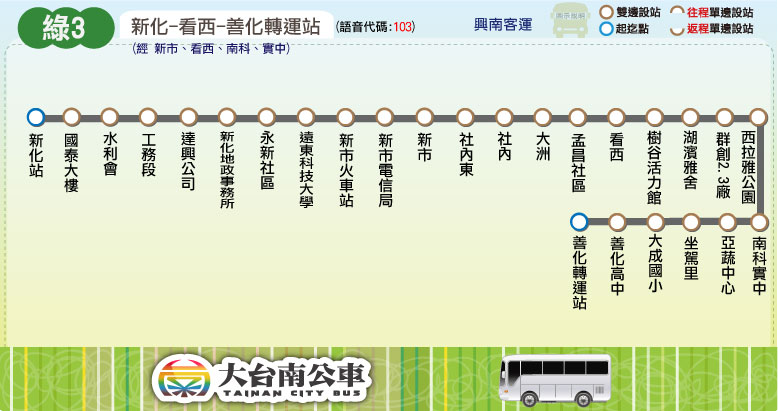 綠3
新化-看西-善化轉運站
(語音代碼:103)
(經 新市、看西、南科、實中)
興南客運
雙邊設站
起迄點
往程單邊設站
返程單邊設站
新化站
國泰大樓
水利會
工務段
達興公司
新化地政事務所
永新社區
遠東科技大學
新市火車站
新市電信局
新市
社內東
社內
大洲
孟昌社區
看西
樹谷活力館
湖濱雅舍
群創2.3廠
西拉雅公園
南科實中
亞蔬中心
坐駕里
大成國小
善化高中
善化轉運站
大台南公車
TAINAN CITY BUS